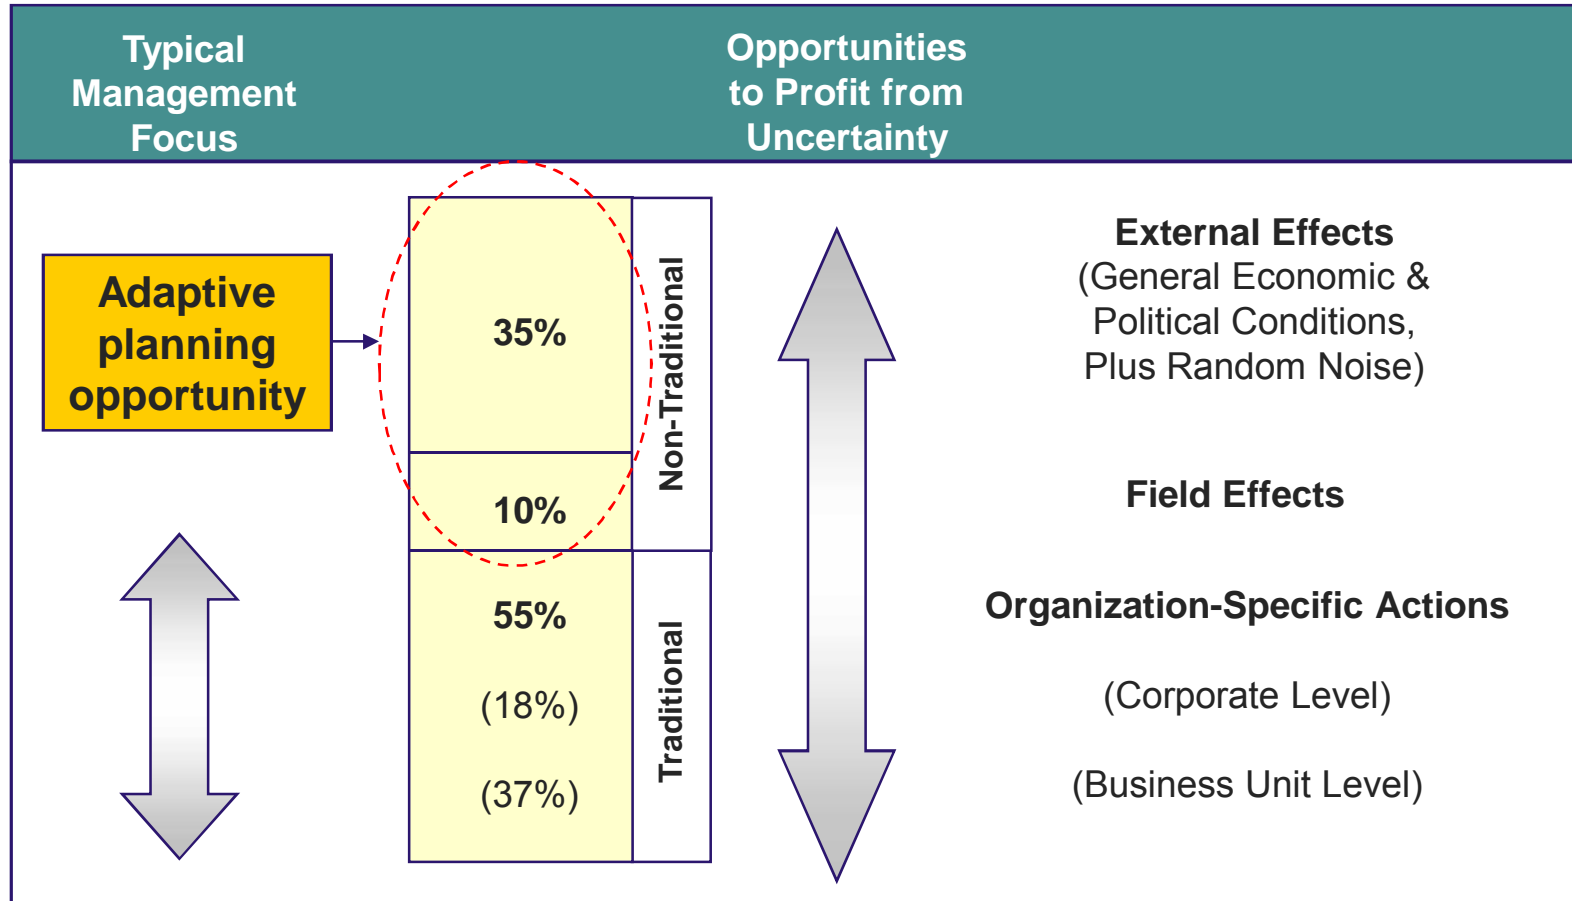 Typical
Management
Focus
Opportunities
to Profit from
Uncertainty
Adaptive
planning
opportunity
35%
10%
55%
(18%)
(37%)
Non-Traditional
Traditional
External Effects
(General Economic &
Political Conditions,
Plus Random Noise)
Field Effects
Organization-Specific Actions
(Corporate Level)
(Business Unit Level)